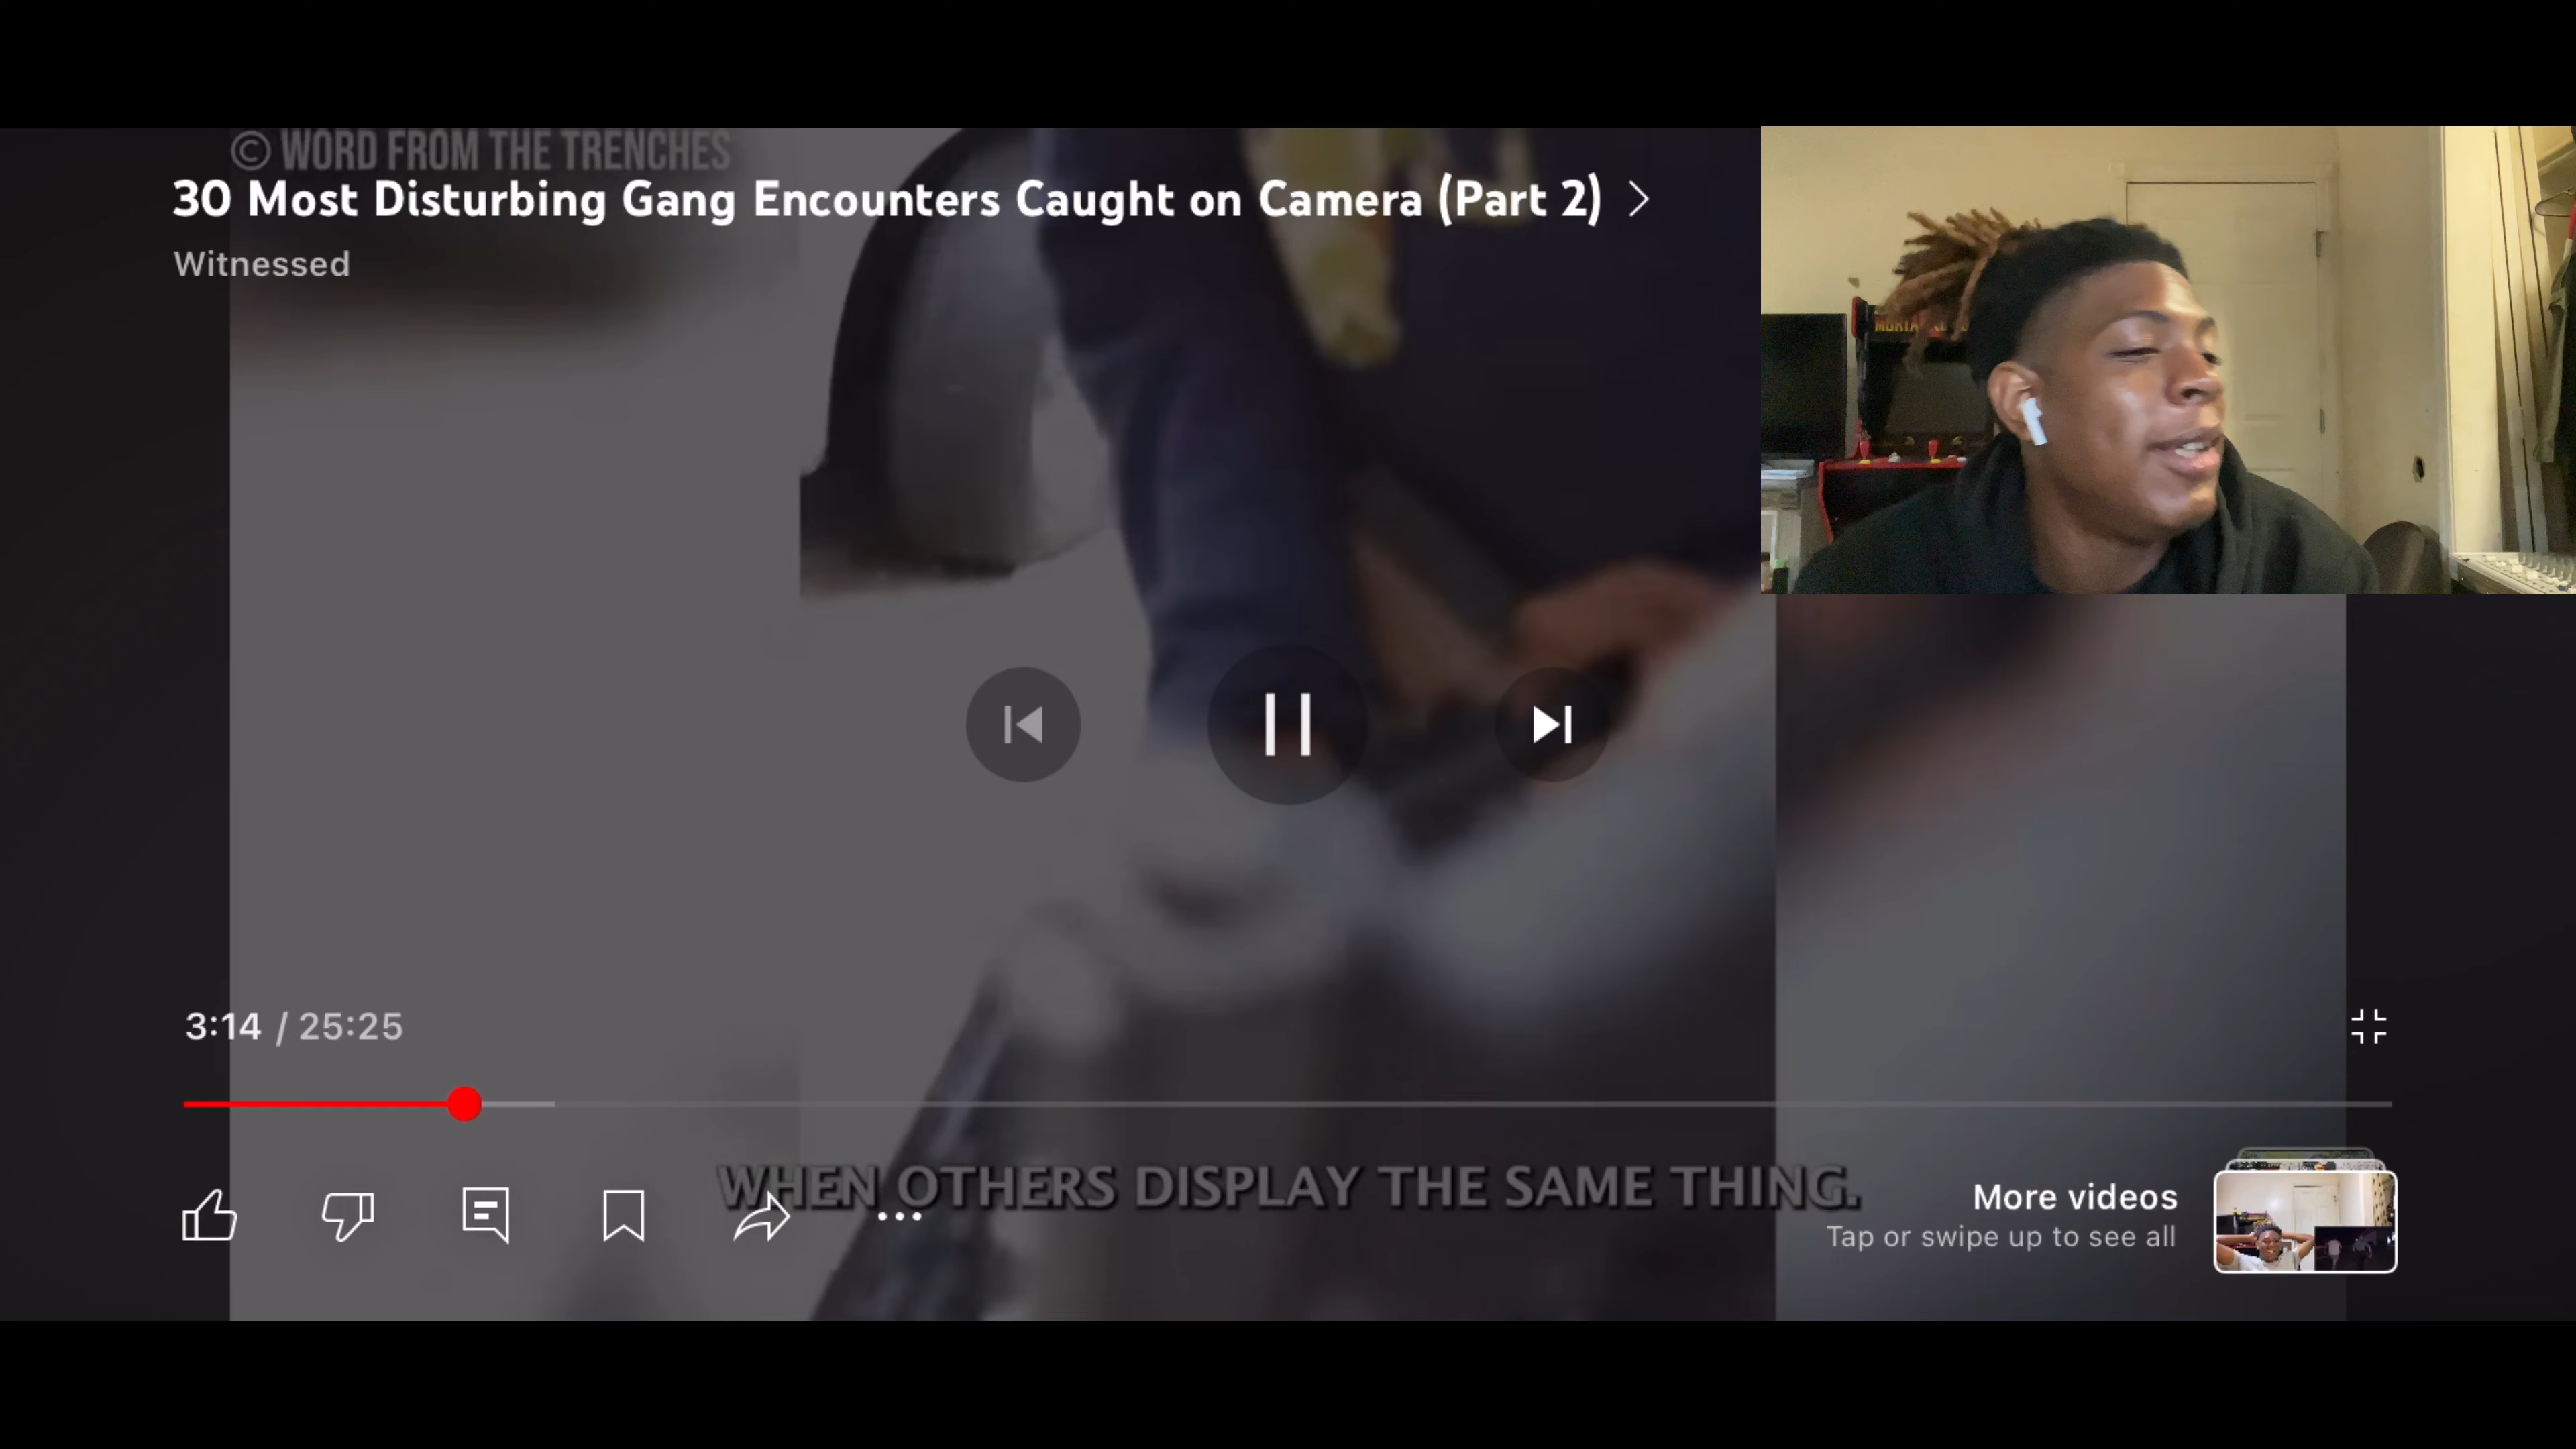 © WORD FROM THE TRENCHES
30 Most Disturbing Gang Encounters Caught on Camera (Part 2)
Witnessed
3:14 / 25:25
WHEN OTHERS DISPLAY THE SAME THING.
More videos
Tap or swipe up to see all